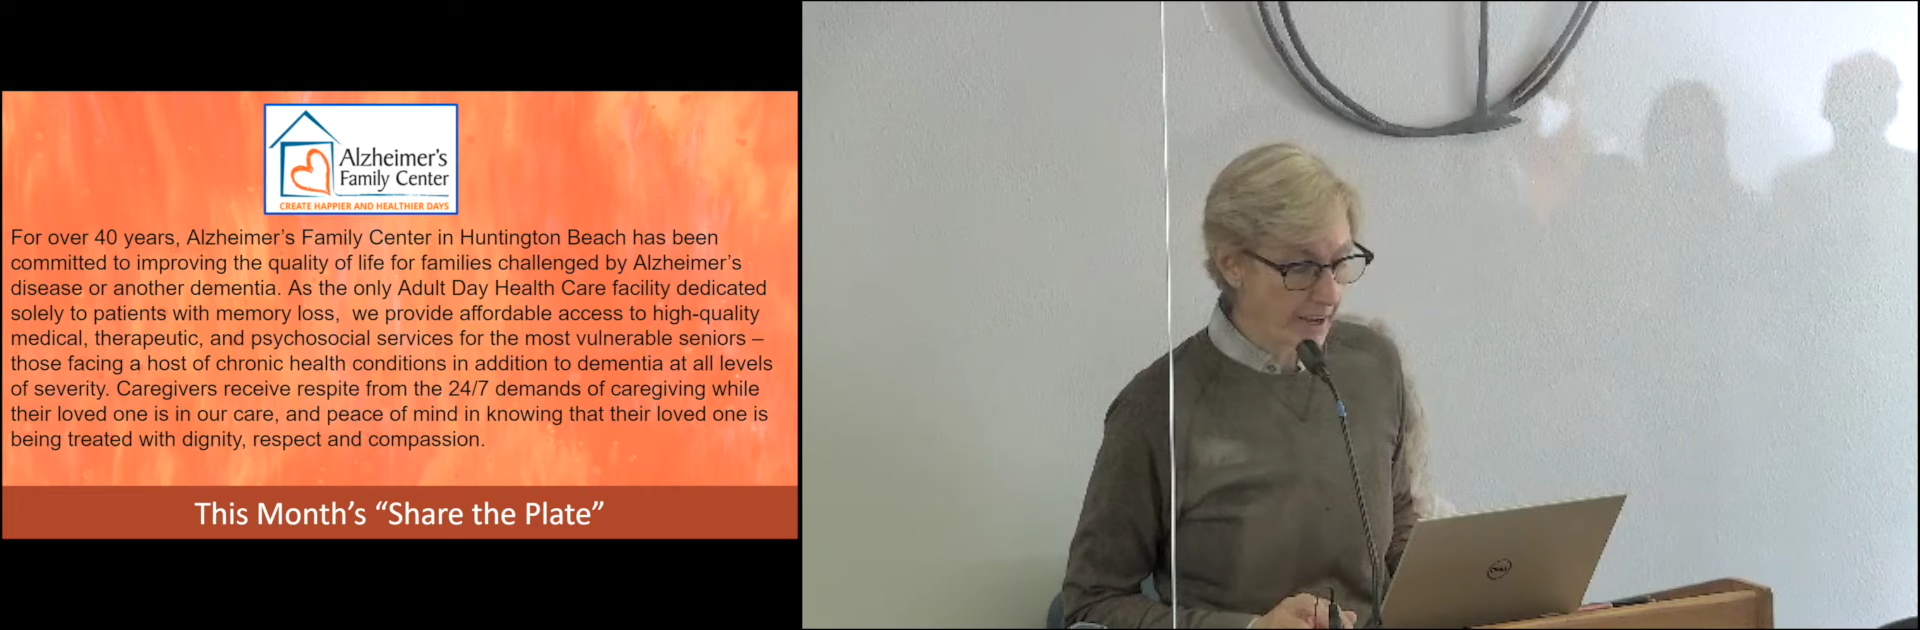 Alzheimer's
Family Center
CREATE HAPPIER AND HEALTHIER DAYS
For over 40 years, Alzheimer's Family Center in Huntington Beach has been
committed to improving the quality of life for families challenged by Alzheimer's
disease or another dementia. As the only Adult Day Health Care facility dedicated
solely to patients with memory loss,  we provide affordable access to high-quality
medical, therapeutic, and psychosocial services for the most vulnerable seniors –
those facing a host of chronic health conditions in addition to dementia at all levels
of severity. Caregivers receive respite from the 24/7 demands of caregiving while
their loved one is in our care, and peace of mind in knowing that their loved one is
being treated with dignity, respect and compassion.
This Month's “Share the Plate”
DELL